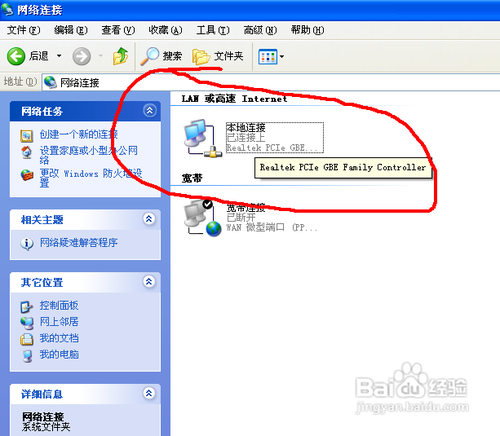 网络连接
文件(F) 编辑(E) 查看(V) 收藏(A) 工具(T) 高级(N) 帮助(H)
后退 搜索 文件夹
地址(D) 网络连接
网络任务
创建一个新的连接
设置家庭或小型办公网络
更改 Windows 防火墙设置
相关主题
网络疑难解答程序
其它位置
控制面板
网上邻居
我的文档
我的电脑
详细信息
网络连接
系统文件夹
LAN 或高速 Internet
本地连接
已连接上
Realtek PCIe GBE...
Realtek PCIe GBE Family Controller
宽带
宽带连接
已断开
WAN 微型端口 (PP...
Baidu 经验
jingyan.baidu.com